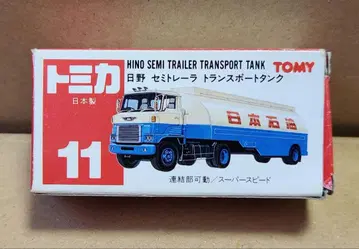 トミカ
日本製
11
HINO SEMI TRAILER TRANSPORT TANK
TOMY
日野 セミトレーラ トランスポートタンク
日本石油
連結部可動/スーパースピード